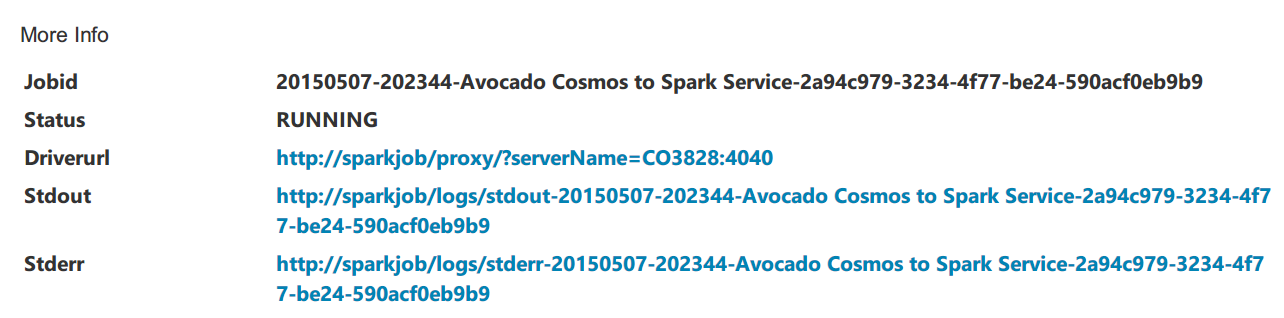 More Info
Jobid 20150507-202344-Avocado Cosmos to Spark Service-2a94c979-3234-4f77-be24-590acf0eb9b9
Status RUNNING
Driverurl http://sparkjob/proxy/?serverName=CO3828:4040
Stdout http://sparkjob/logs/stdout-20150507-202344-Avocado Cosmos to Spark Service-2a94c979-3234-4f7
7-be24-590acf0eb9b9
Stderr http://sparkjob/logs/stderr-20150507-202344-Avocado Cosmos to Spark Service-2a94c979-3234-4f7
7-be24-590acf0eb9b9